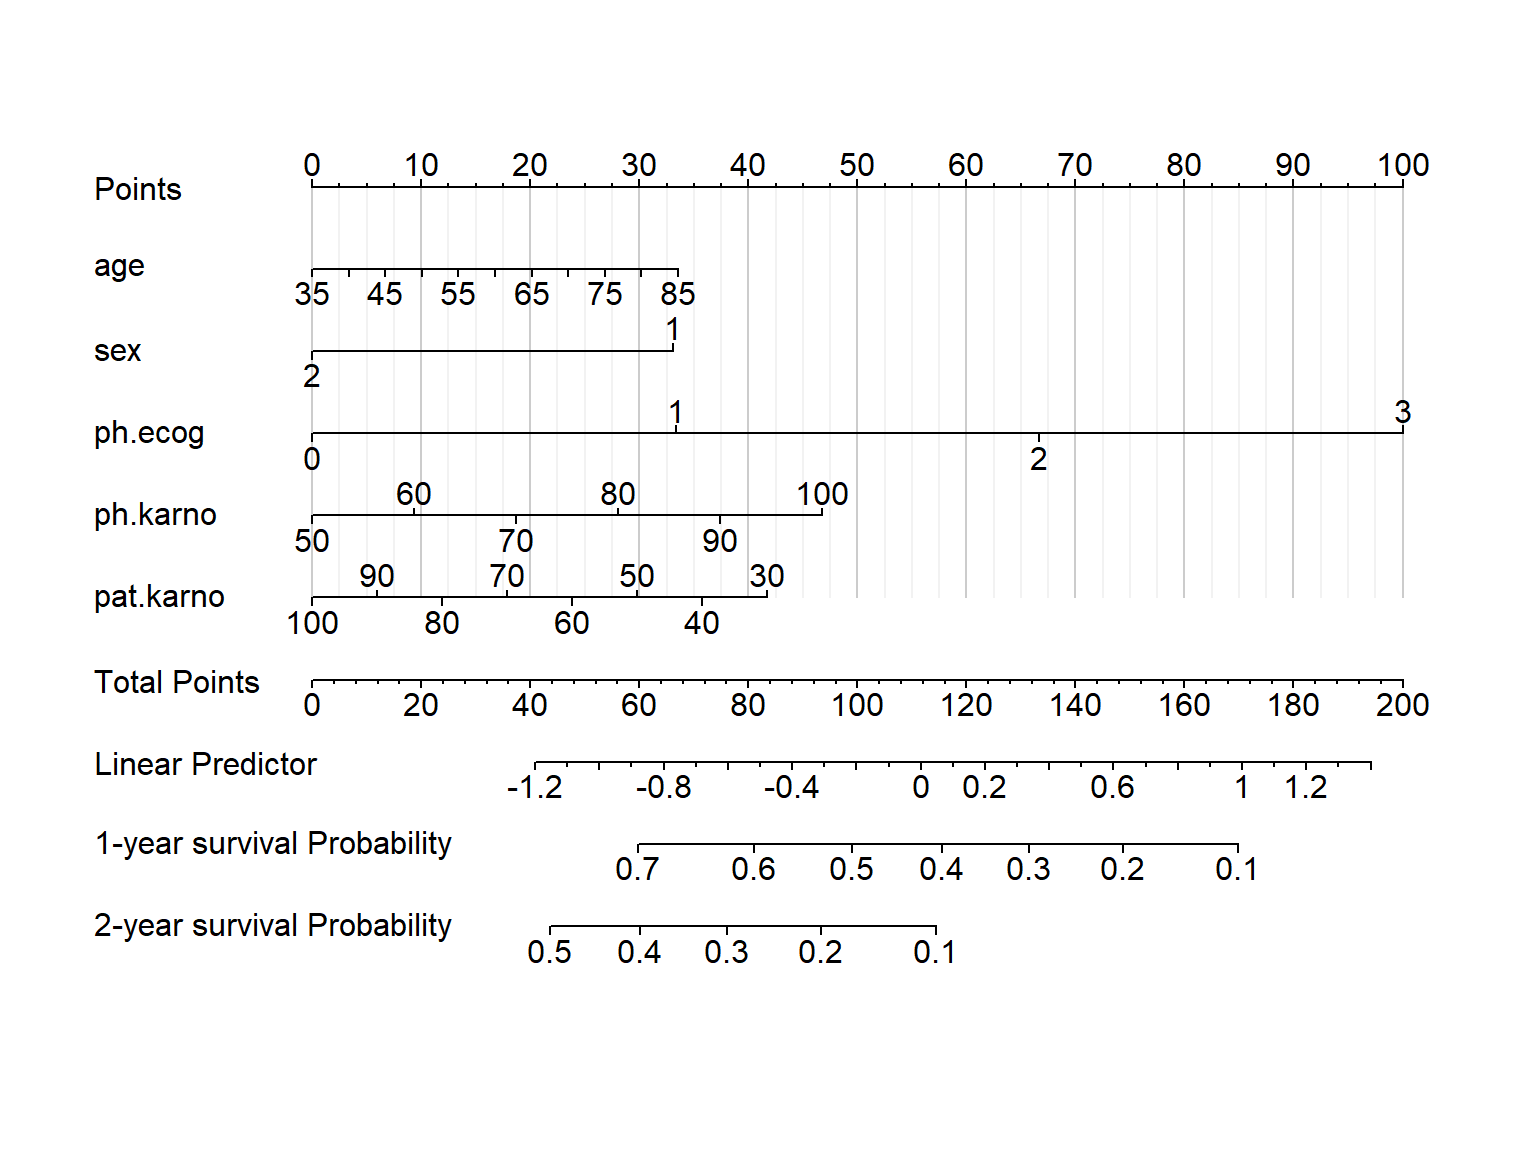 0 10 20 30 40 50 60 70 80 90 100
Points
age
35 45 55 65 75 85
1
sex
2
1 3
ph.ecog
0 2
60 80 100
ph.karno
50 70 90
90 70 50 30
pat.karno
100 80 60 40
Total Points
0 20 40 60 80 100 120 140 160 180 200
Linear Predictor
-1.2 -0.8 -0.4 0 0.2 0.6 1 1.2
1-year survival Probability
0.7 0.6 0.5 0.4 0.3 0.2 0.1
2-year survival Probability
0.5 0.4 0.3 0.2 0.1